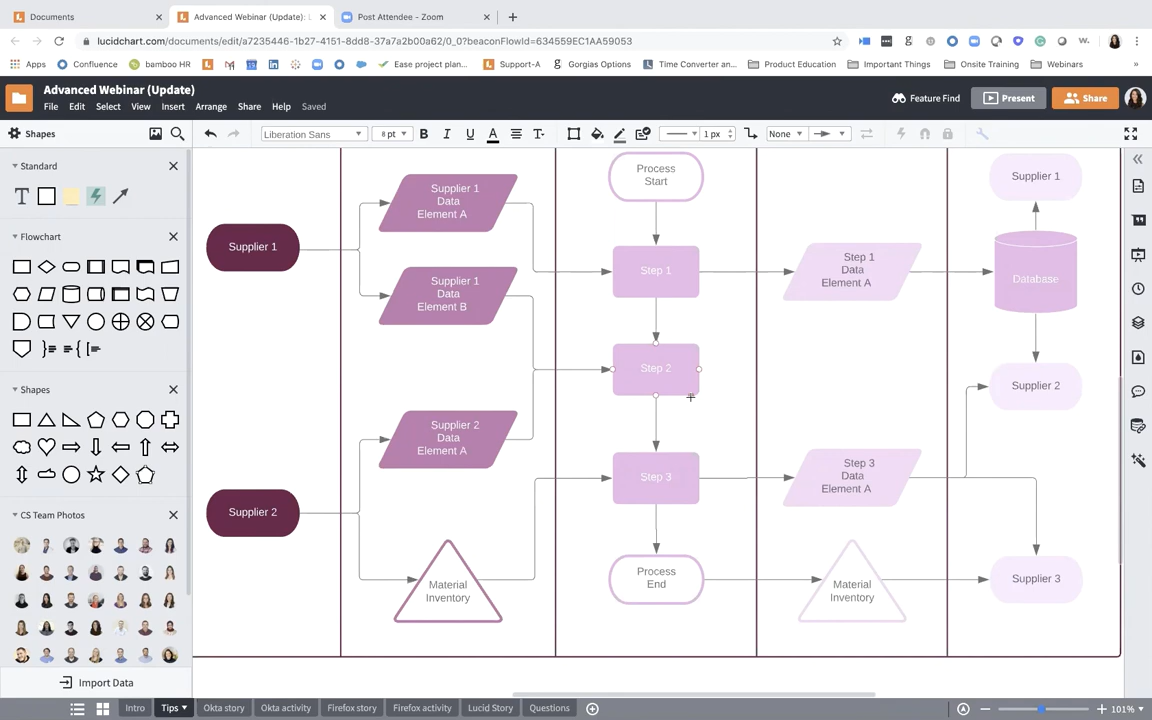 Documents
Advanced Webinar (Update): L
Post Attendee - Zoom
lucidchart.com/documents/edit/a7235446-1b27-4151-8dd8-37a7a2b00a62/0_0?beaconFlowId=634559EC1AA59053
Apps
Confluence
bamboo HR
Ease project plan...
Support-A
Gorgias Options
Time Converter an...
Product Education
Important Things
Onsite Training
Webinars
Advanced Webinar (Update)
File Edit Select View Insert Arrange Share Help Saved
Feature Find
Present
Share
Shapes
Liberation Sans
8 pt
1 px
None
Standard
Flowchart
Shapes
CS Team Photos
Import Data
Supplier 1
Supplier 2
Supplier 1
Data
Element A
Supplier 1
Data
Element B
Supplier 2
Data
Element A
Material
Inventory
Process
Start
Step 1
Step 2
Step 3
Process
End
Step 1
Data
Element A
Step 3
Data
Element A
Material
Inventory
Supplier 1
Database
Supplier 2
Supplier 3
Intro
Tips
Okta story
Okta activity
Firefox story
Firefox activity
Lucid Story
Questions
101%